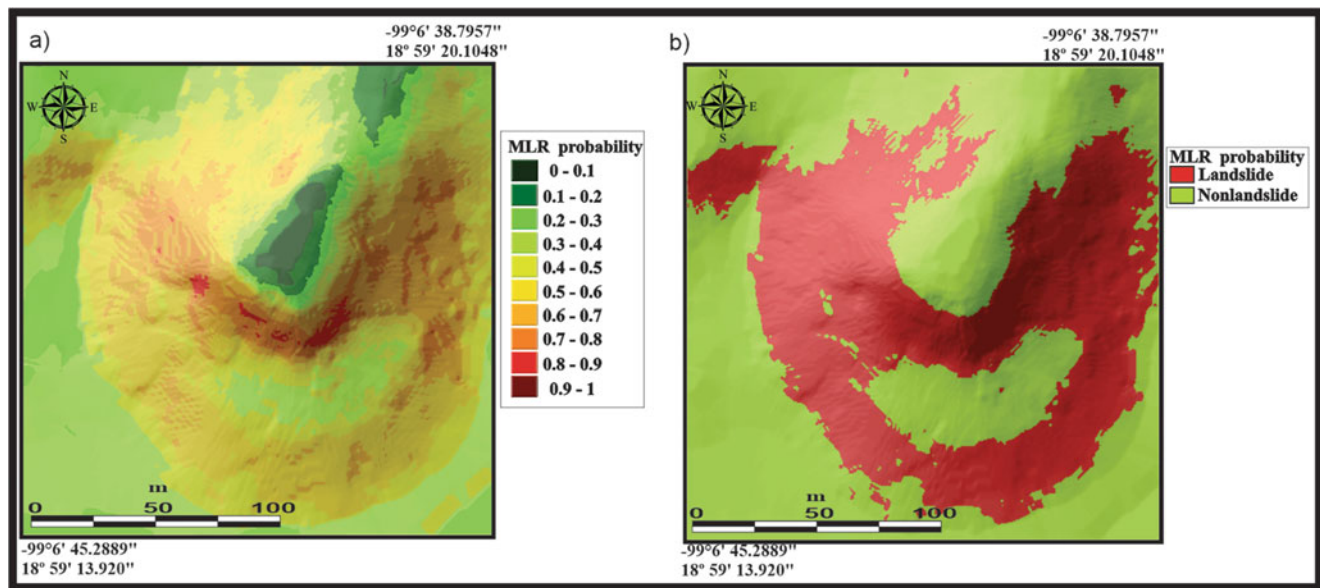 a)
-99°6' 38.7957"
18° 59' 20.1048"
N
W E
S
MLR probability
0 - 0.1
0.1 - 0.2
0.2 - 0.3
0.3 - 0.4
0.4 - 0.5
0.5 - 0.6
0.6 - 0.7
0.7 - 0.8
0.8 - 0.9
0.9 - 1
m
0 50 100
-99°6' 45.2889"
18° 59' 13.920"
b)
-99°6' 38.7957"
18° 59' 20.1048"
N
W E
S
MLR probability
Landslide
Nonlandslide
m
0 50 100
-99°6' 45.2889"
18° 59' 13.920"